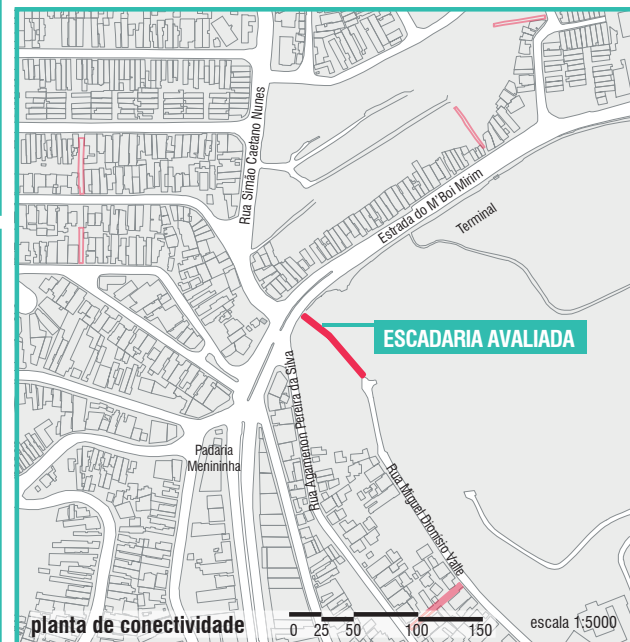 Rua Simão Caetano Nunes
Estrada do M'Boi Mirim
Terminal
ESCADARIA AVALIADA
Rua Agamenon Pereira da Silva
Padaria
Menininha
Rua Miguel Dionísio Valle
planta de conectividade
0 25 50 100 150
escala 1:5000